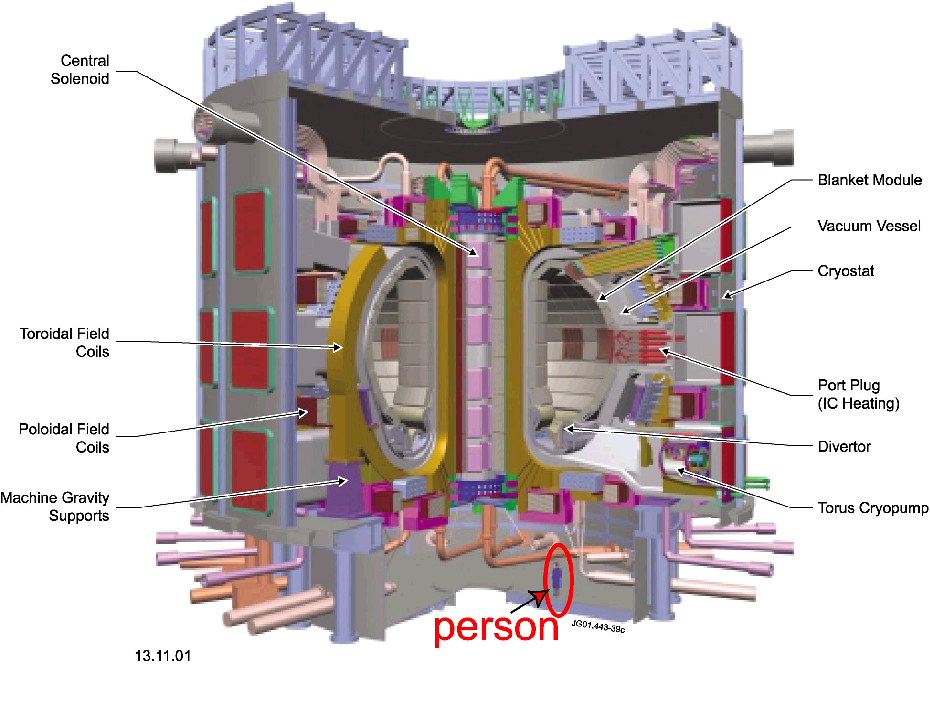 Central
Solenoid
Blanket Module
Vacuum Vessel
Cryostat
Toroidal Field
Coils
Port Plug
(IC Heating)
Poloidal Field
Coils
Divertor
Machine Gravity
Supports
Torus Cryopump
person
JG01.443-39c
13.11.01